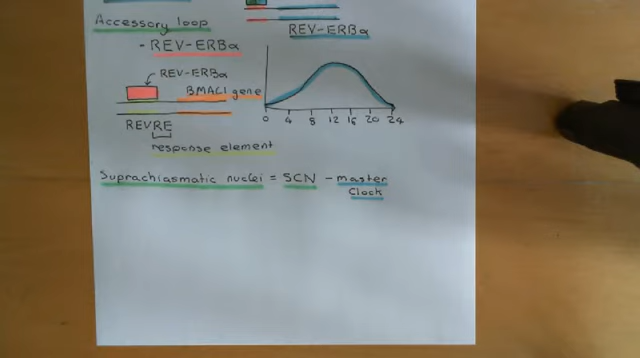 Accessory loop
REV-ERBα
- REV-ERBα
REV-ERBα
BMAL1 gene
REVRE
response element
0 4 8 12 16 20 24
Suprachiasmatic nuclei = SCN - master
Clock